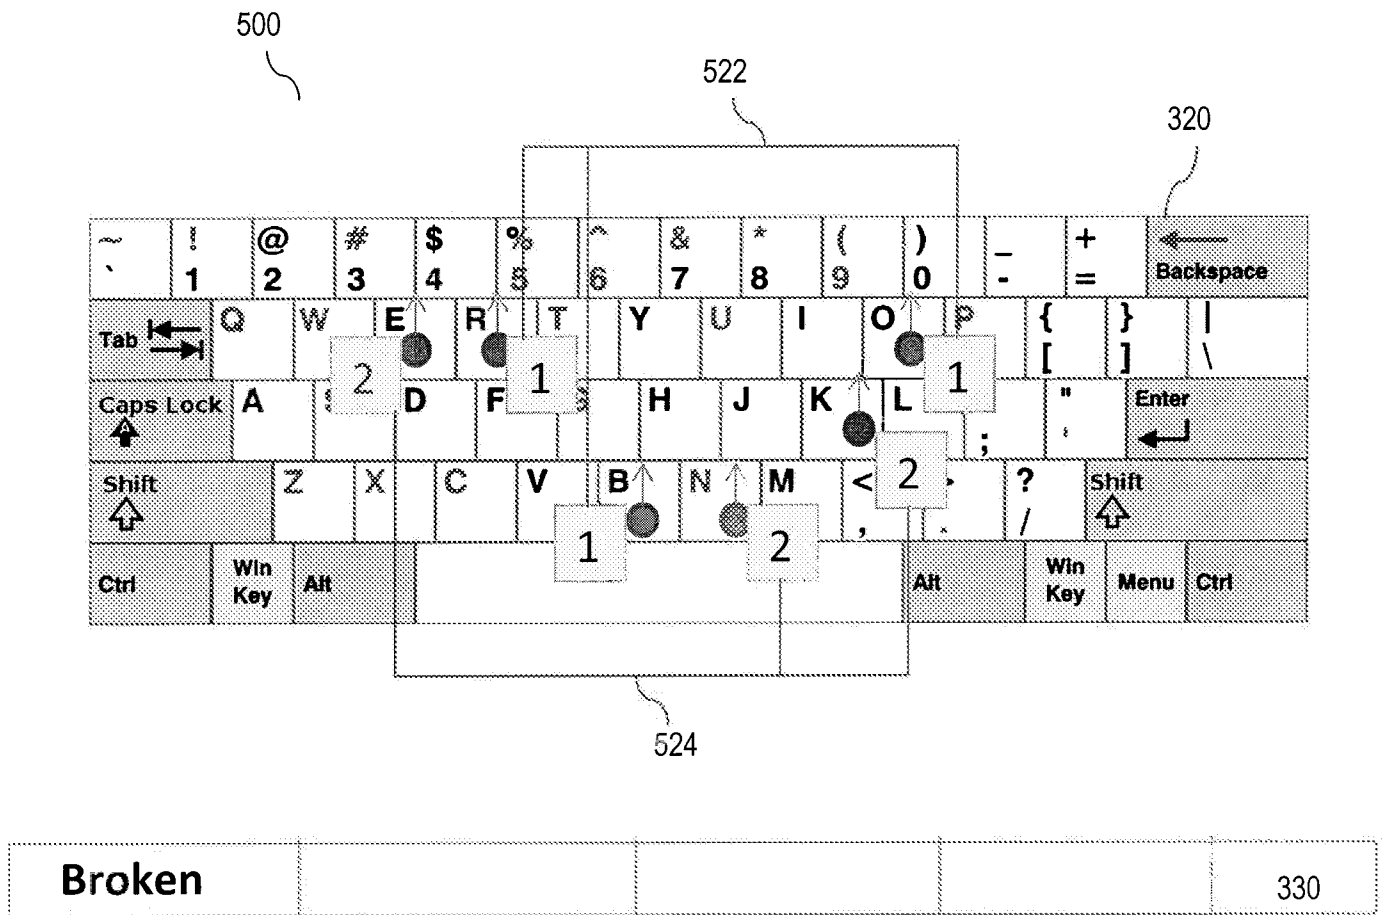 500
522
320
~ ! @ # $ % ^ & * ( ) _ +
` 1 2 3 4 5 6 7 8 9 0 - = Backspace
Tab Q W E R T Y U I O P { } |
[ ] \
2 1 1
Caps Lock A D F G H J K L " Enter
; '
2
Shift Z X C V B N M < > ? Shift
, . /
1 2
Ctrl Win Key Alt Alt Win Key Menu Ctrl
524
Broken 330